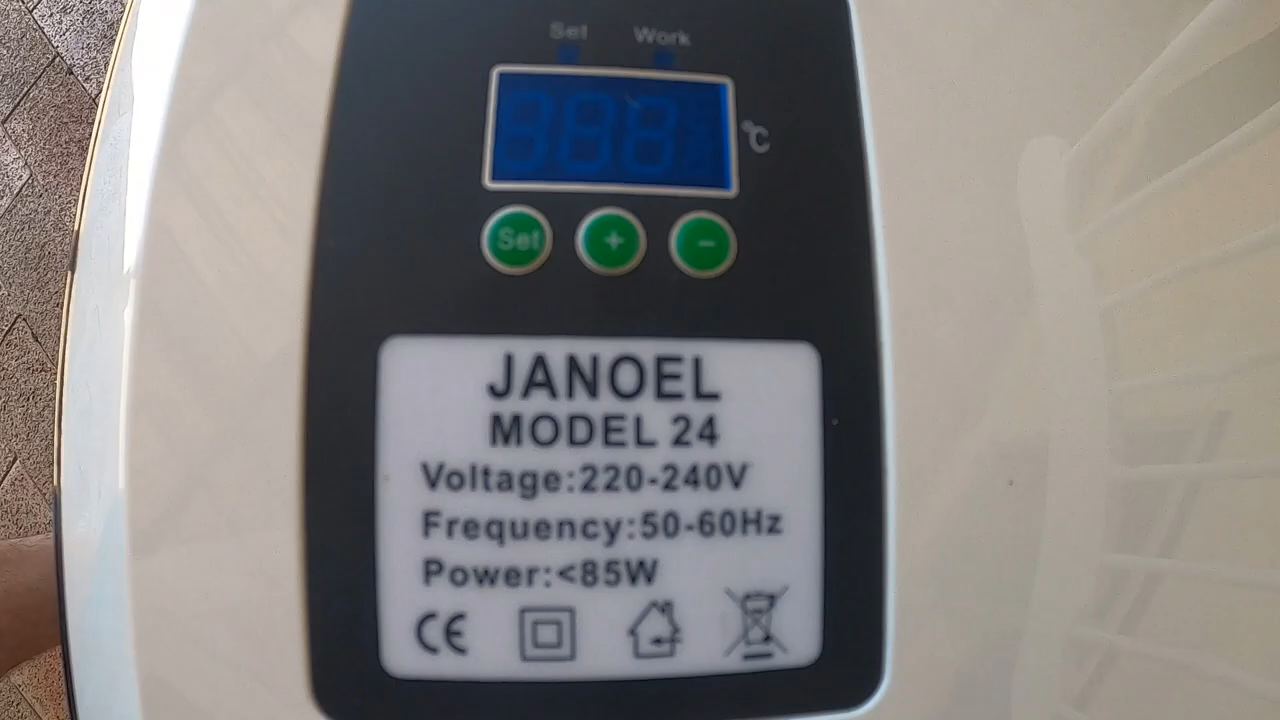 Set Work
℃
Set + -
JANOEL
MODEL 24
Voltage:220-240V
Frequency:50-60Hz
Power:<85W
CE